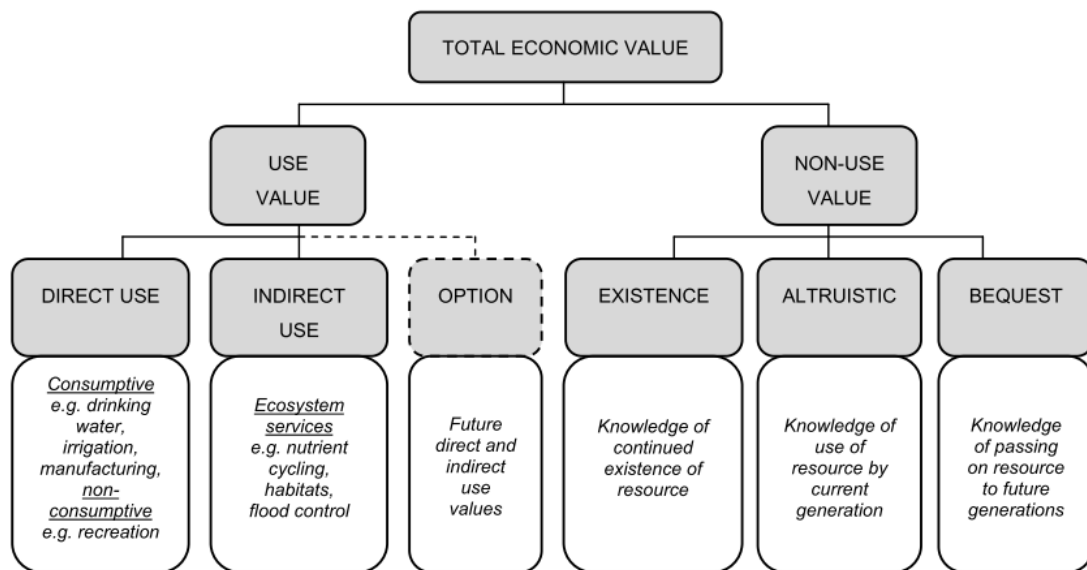 TOTAL ECONOMIC VALUE
USE
VALUE
NON-USE
VALUE
DIRECT USE
INDIRECT
USE
OPTION
EXISTENCE
ALTRUISTIC
BEQUEST
Consumptive
e.g. drinking
water,
irrigation,
manufacturing,
non-
consumptive
e.g. recreation
Ecosystem
services
e.g. nutrient
cycling,
habitats,
flood control
Future
direct and
indirect
use
values
Knowledge of
continued
existence of
resource
Knowledge of
use of
resource by
current
generation
Knowledge
of passing
on resource
to future
generations